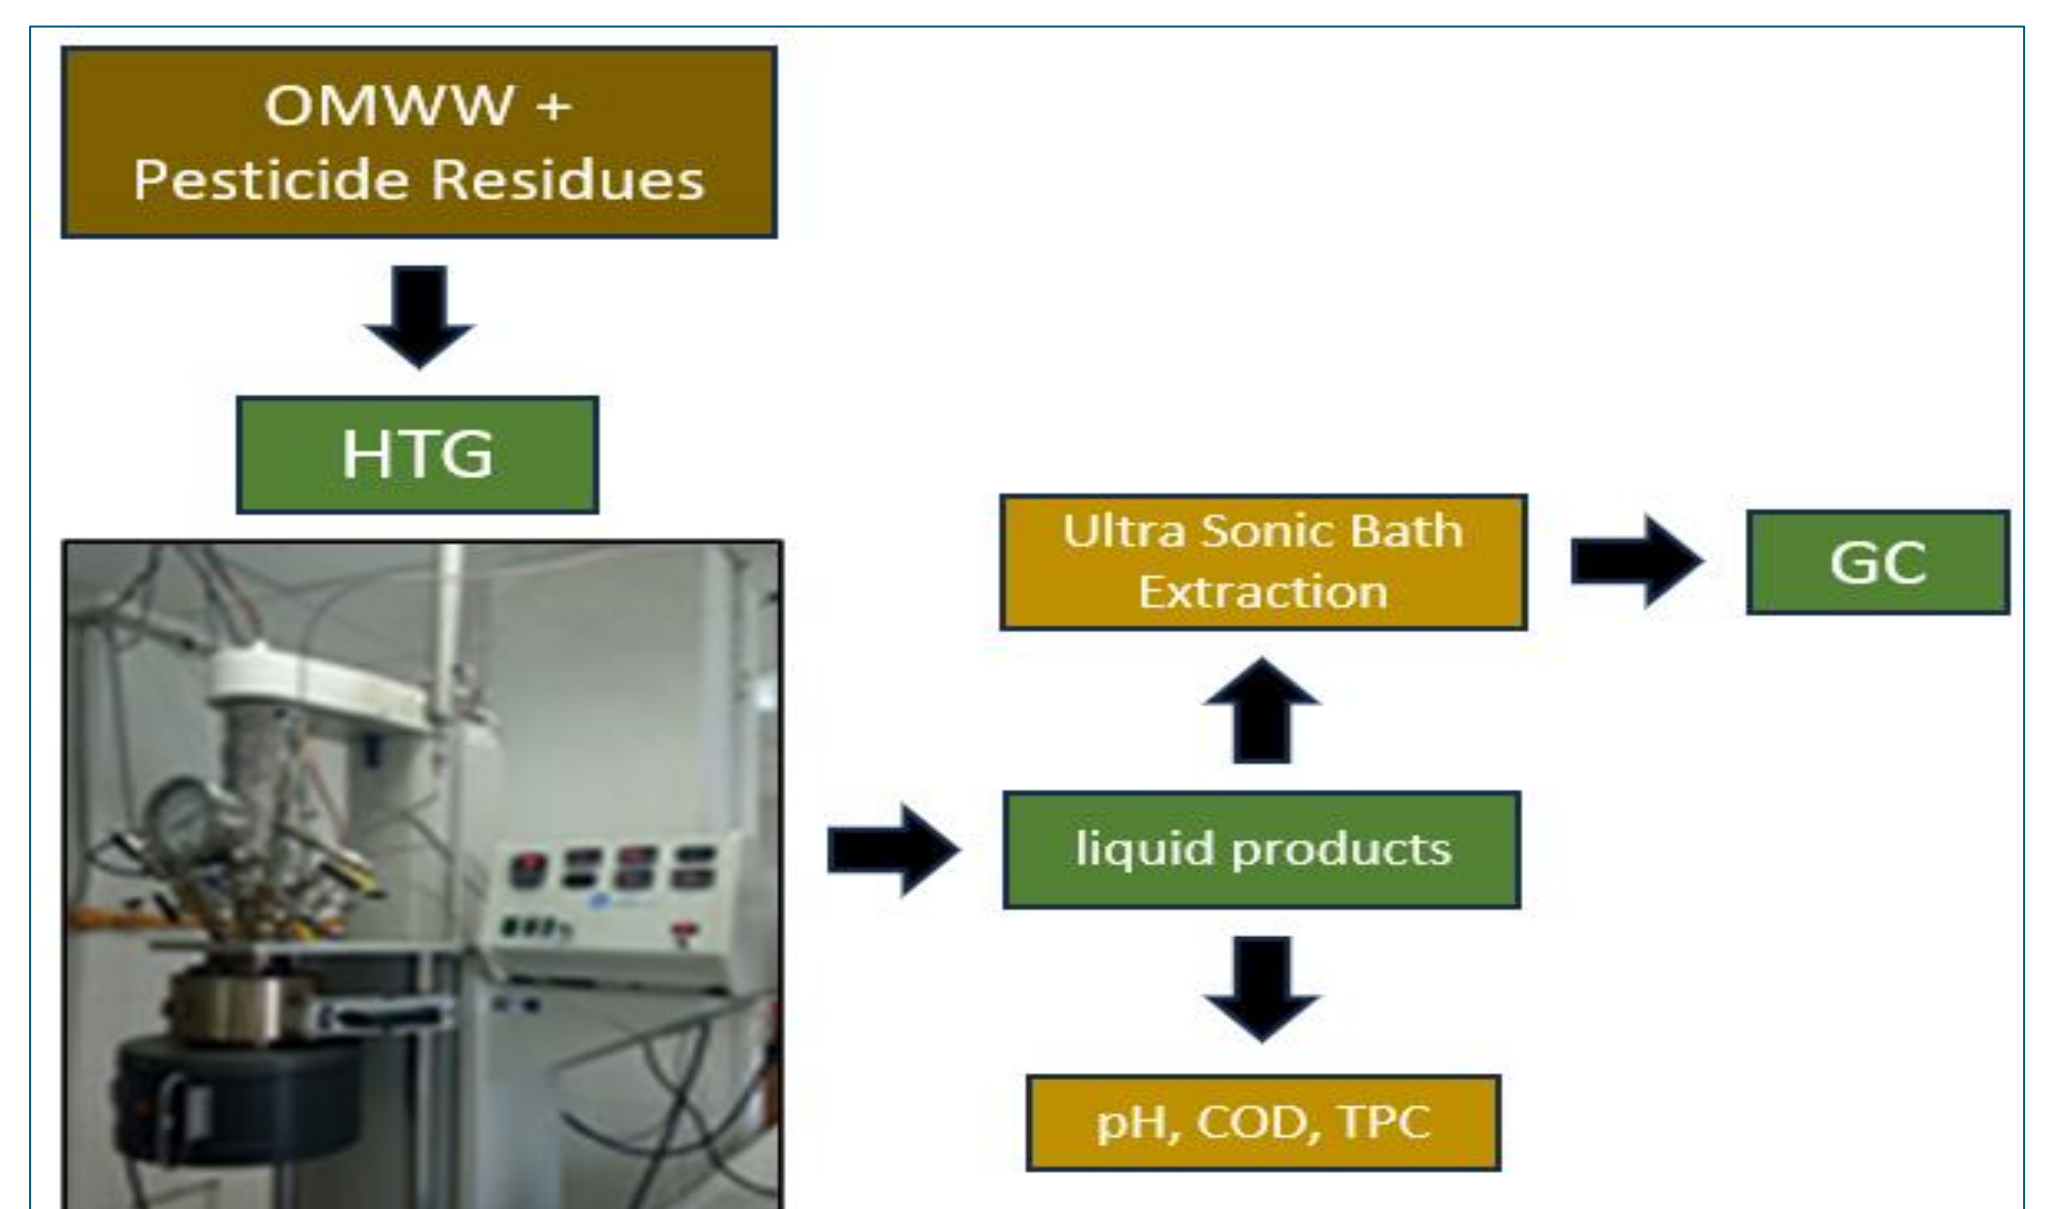 OMWW +
Pesticide Residues
HTG
Ultra Sonic Bath
Extraction
GC
liquid products
pH, COD, TPC